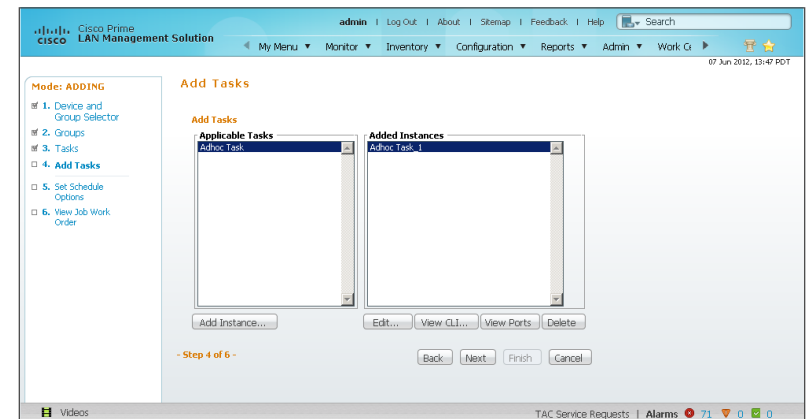 admin | Log Out | About | Sitemap | Feedback | Help Search
cisco Cisco Prime
LAN Management Solution
My Menu Monitor Inventory Configuration Reports Admin Work Ce
07 Jun 2012, 13:47 PDT
Mode: ADDING
1. Device and
Group Selector
2. Groups
3. Tasks
4. Add Tasks
5. Set Schedule
Options
6. View Job Work
Order
Add Tasks
Add Tasks
Applicable Tasks
Adhoc Task
Added Instances
Adhoc Task_1
Add Instance...
Edit... View CLI... View Ports Delete
- Step 4 of 6 -
Back Next Finish Cancel
Videos
TAC Service Requests | Alarms 71 0 0